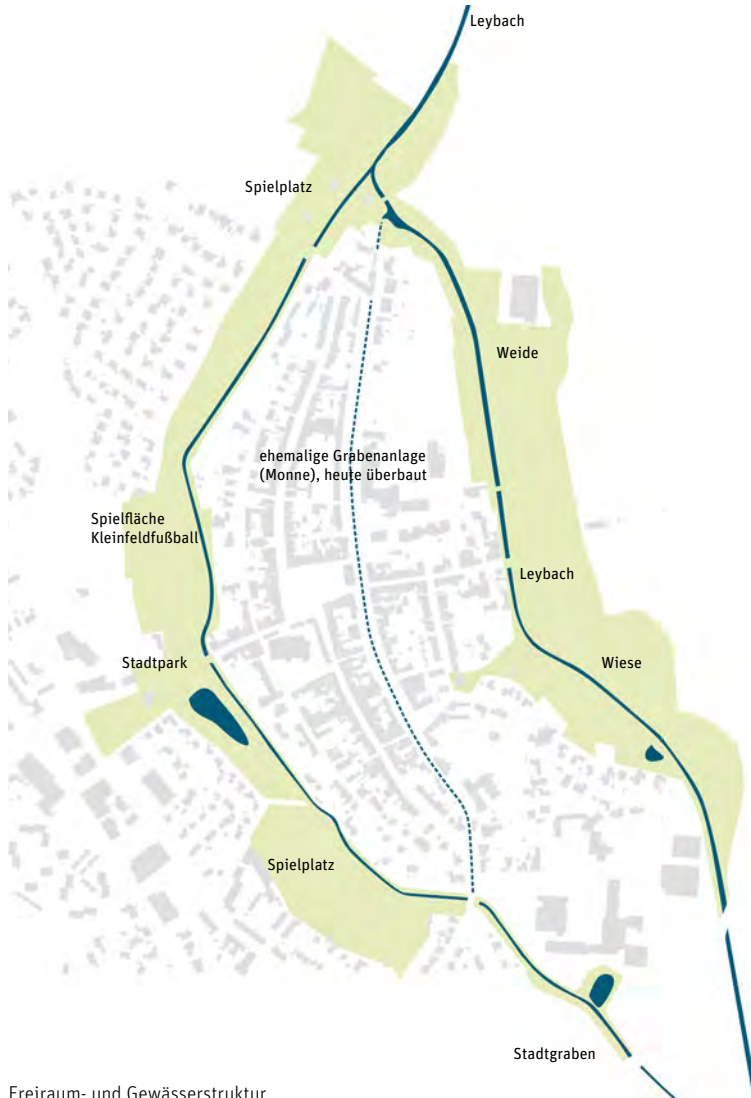 Leybach
Spielplatz
Weide
ehemalige Grabenanlage
(Monne), heute überbaut
Spielfläche
Kleinfeldfußball
Leybach
Stadtpark
Wiese
Spielplatz
Stadtgraben
Freiraum- und Gewässerstruktur